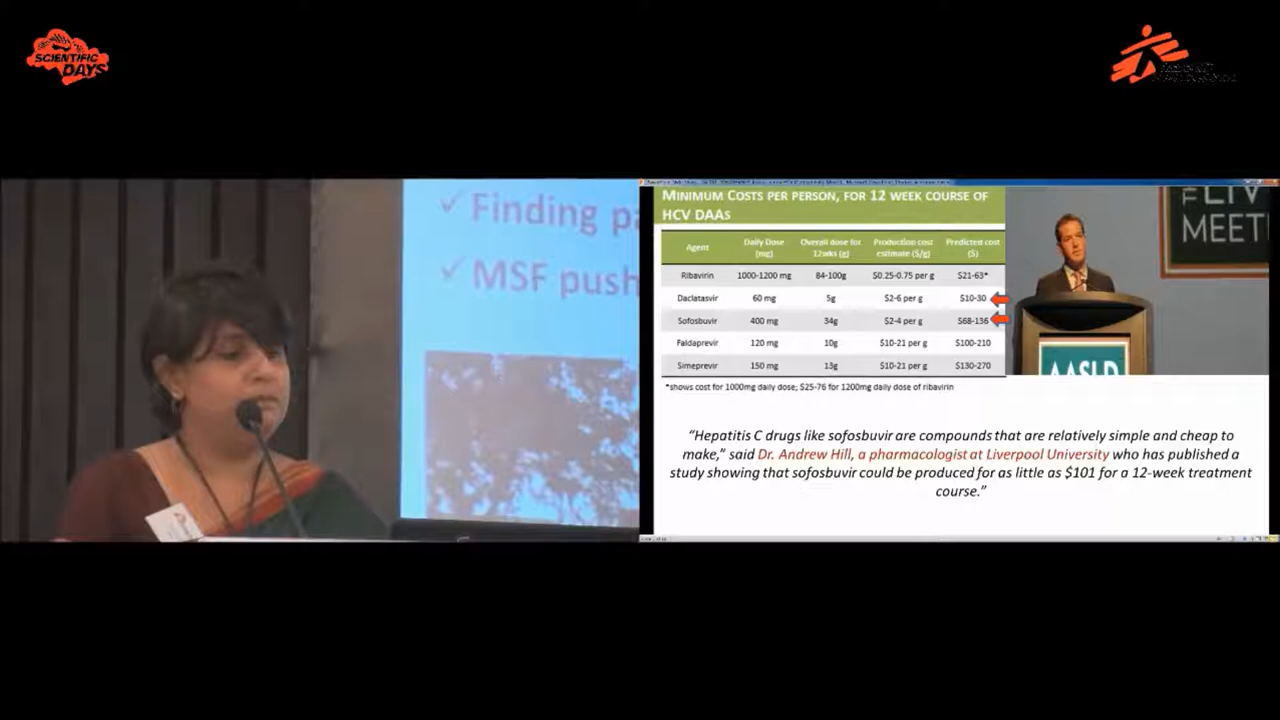 SCIENTIFIC
DAYS
✓ Finding
✓ MSF push
MINIMUM COSTS PER PERSON, FOR 12 WEEK COURSE OF
HCV DAAS
Agent Daily Dose (mg) Overall dose for 12wks (g) Production cost estimate ($/g) Predicted cost ($)
Ribavirin 1000-1200 mg 84-100g $0.25-0.75 per g $21-63*
Daclatasvir 60 mg 5g $2-6 per g $10-30
Sofosbuvir 400 mg 34g $2-4 per g $68-136
Faldaprevir 120 mg 10g $10-21 per g $100-210
Simeprevir 150 mg 13g $10-21 per g $130-270
*shows cost for 1000mg daily dose; $25-76 for 1200mg daily dose of ribavirin
MEET
AASLD
"Hepatitis C drugs like sofosbuvir are compounds that are relatively simple and cheap to
make," said Dr. Andrew Hill, a pharmacologist at Liverpool University who has published a
study showing that sofosbuvir could be produced for as little as $101 for a 12-week treatment
course."